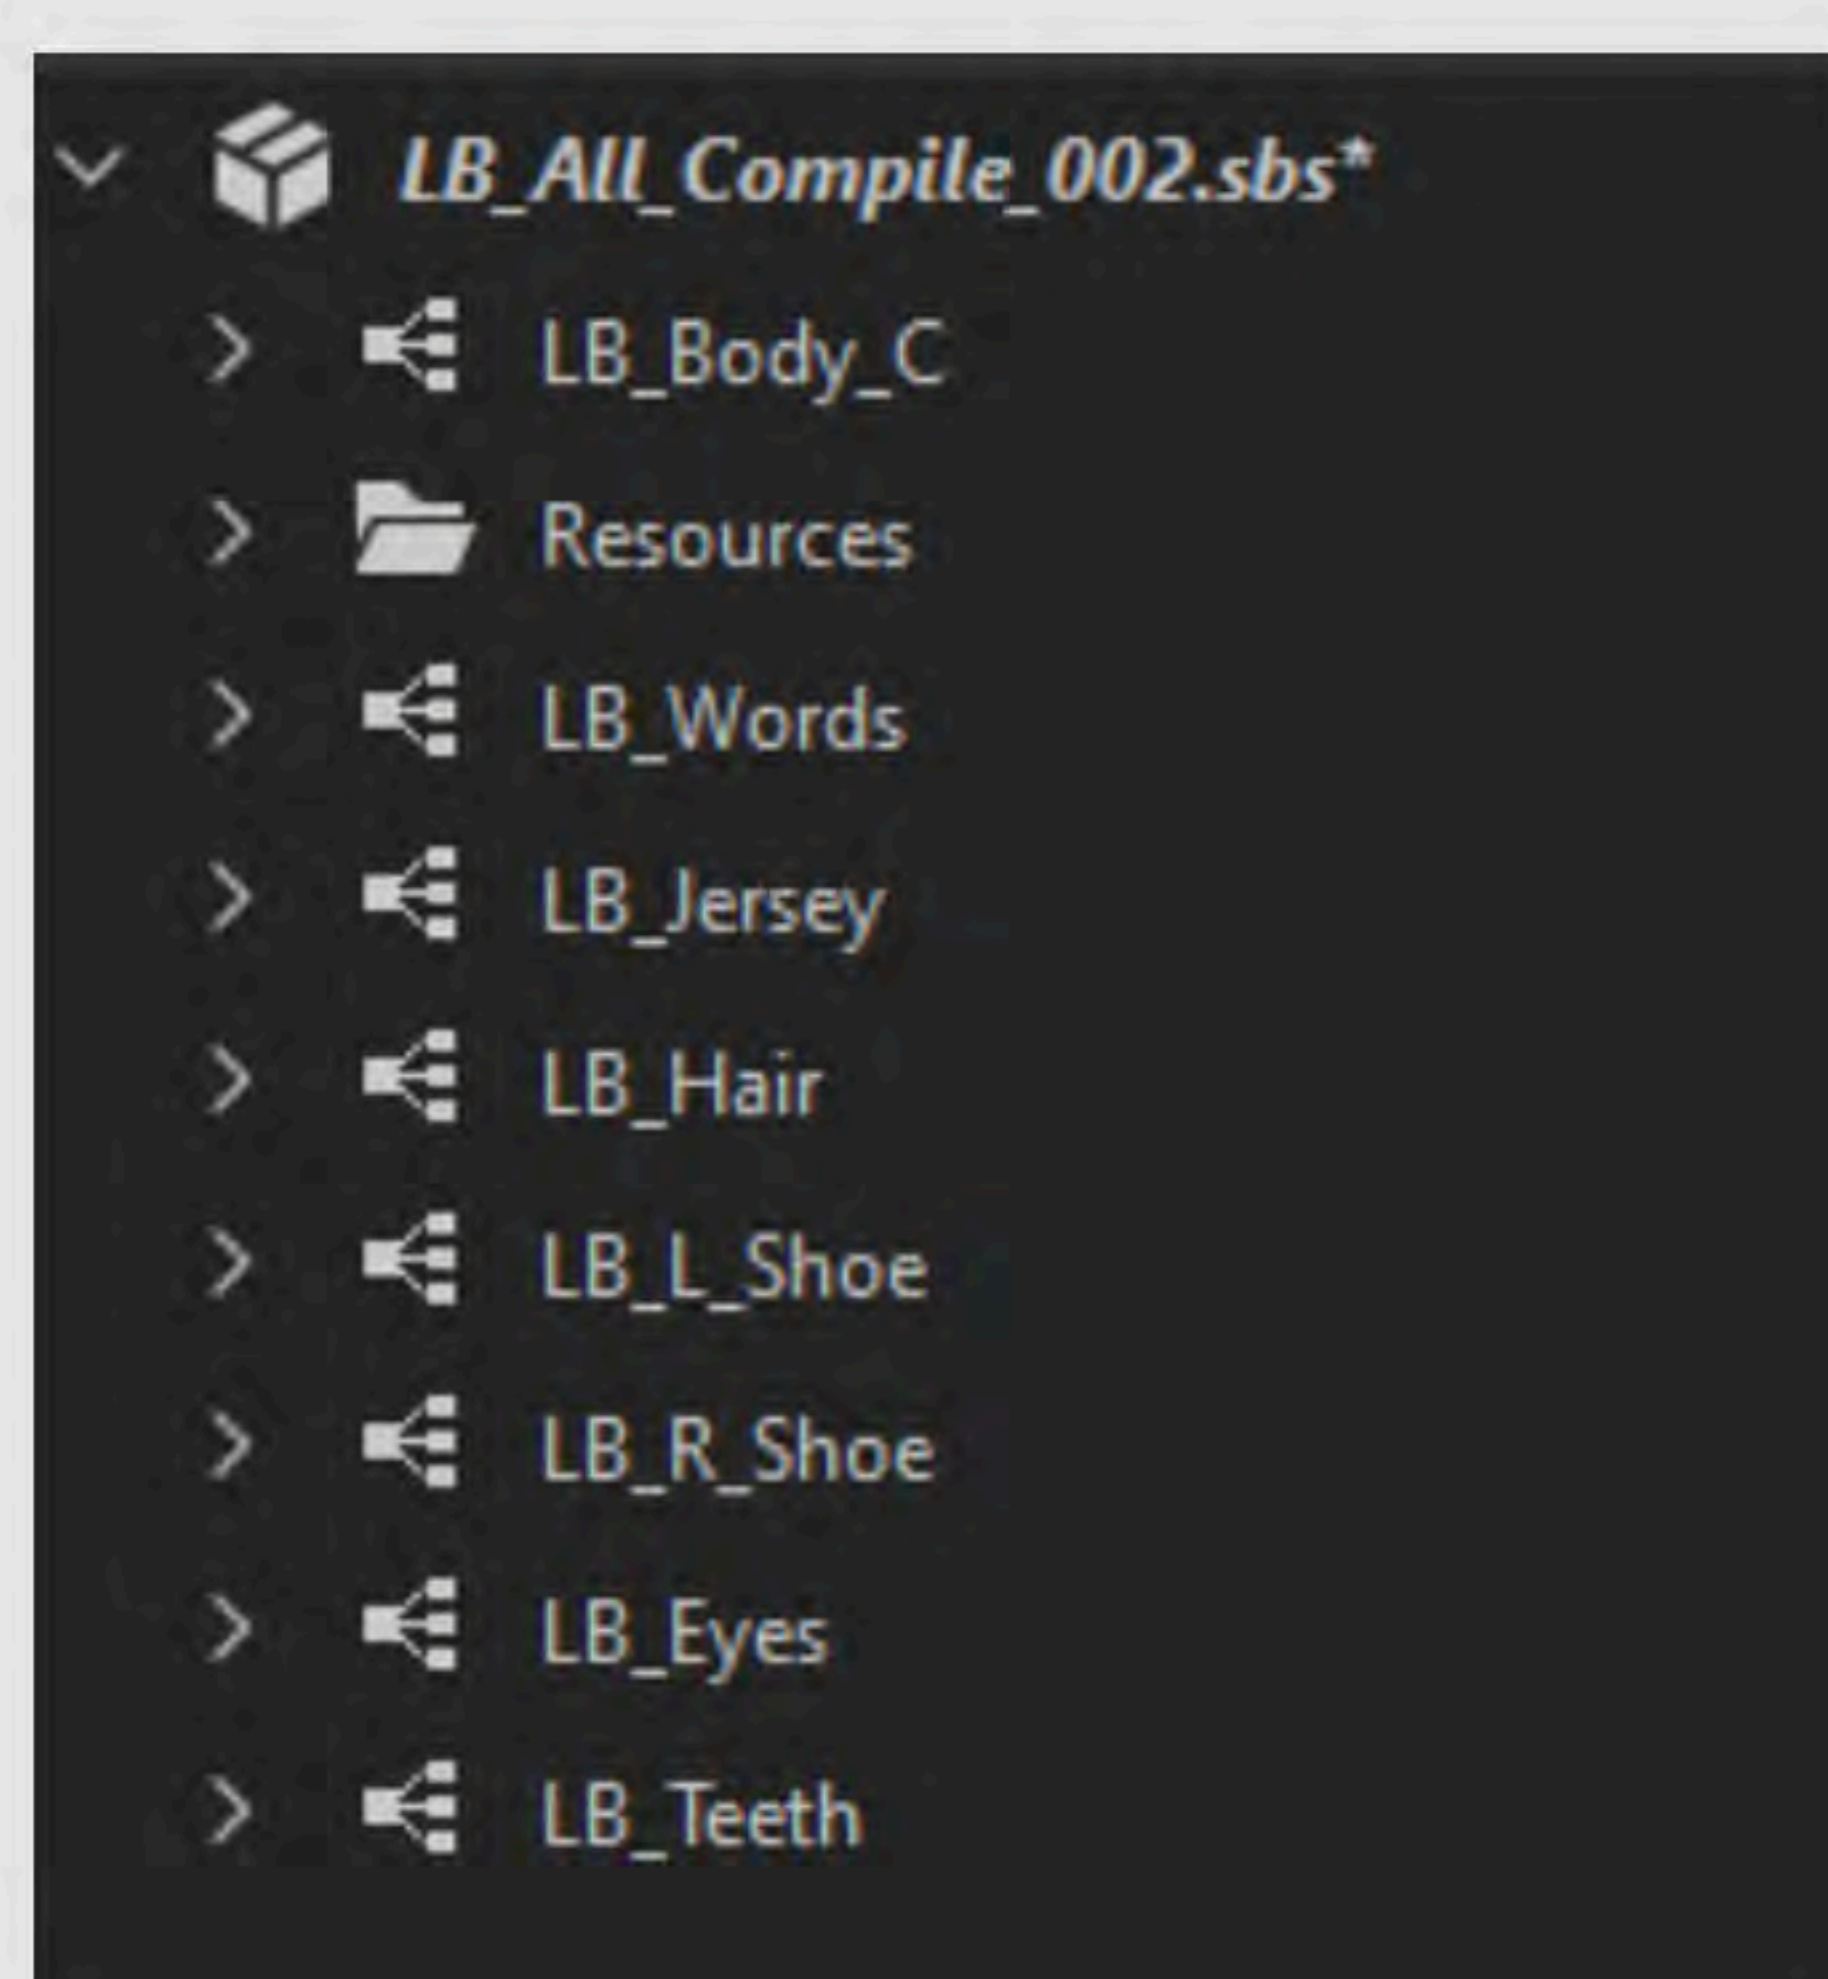 LB_All_Compile_002.sbs*
LB_Body_C
Resources
LB_Words
LB_Jersey
LB_Hair
LB_L_Shoe
LB_R_Shoe
LB_Eyes
LB_Teeth